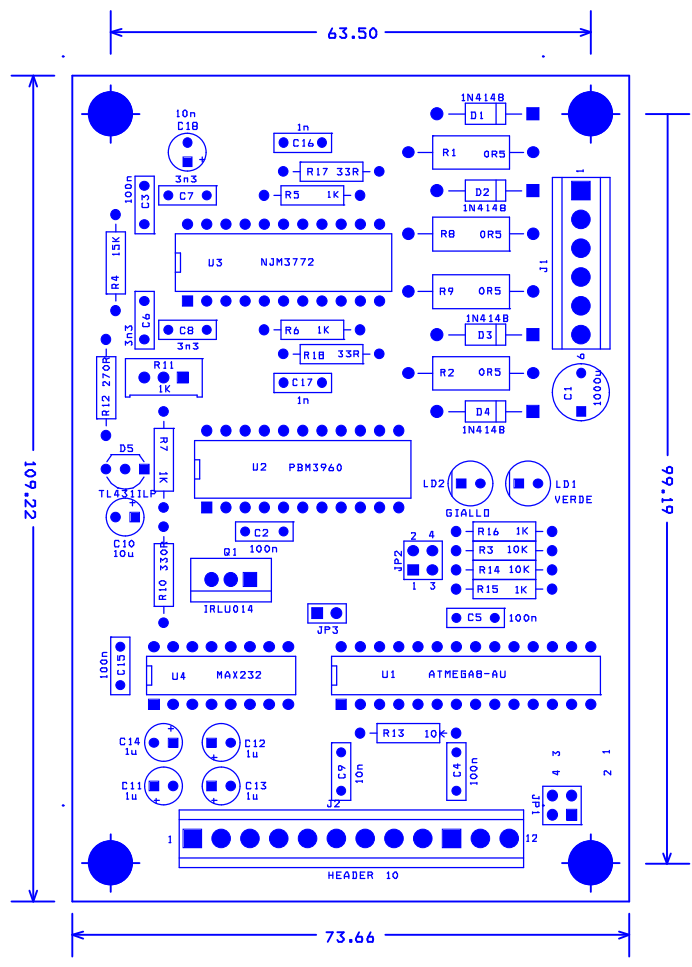 63.50
10n
C18
+
1n
C16
1N4148
D1
R17 33R
R1 0R5
100n
C3
3n3
C7
R5 1K
D2
1N4148
1
15K
R4
U3 NJM3772
R8 0R5
J1
R9 0R5
C6
3n3
C8
3n3
R6 1K
1N4148
D3
R18 33R
6
R11
1K
R12 270R
C17
1n
R2 0R5
C1
1000u
D4
1N4148
R7 1K
D5
TL431ILP
U2 PBM3960
LD2
GIALLO
LD1
VERDE
109.22
99.19
+
C10
10u
C2
100n
R16 1K
R3 10K
R14 10K
R15 1K
2 4
JP2
1 3
R10 330R
Q1
IRLU014
JP3
C5 100n
100n
C15
U4 MAX232
U1 ATMEGA8-AU
C14
1u
+
C12
1u
+
R13 10K
C9
10n
C4
100n
3 1
4 2
C11
1u
+
C13
1u
+
J2
JP1
1
12
HEADER 10
73.66